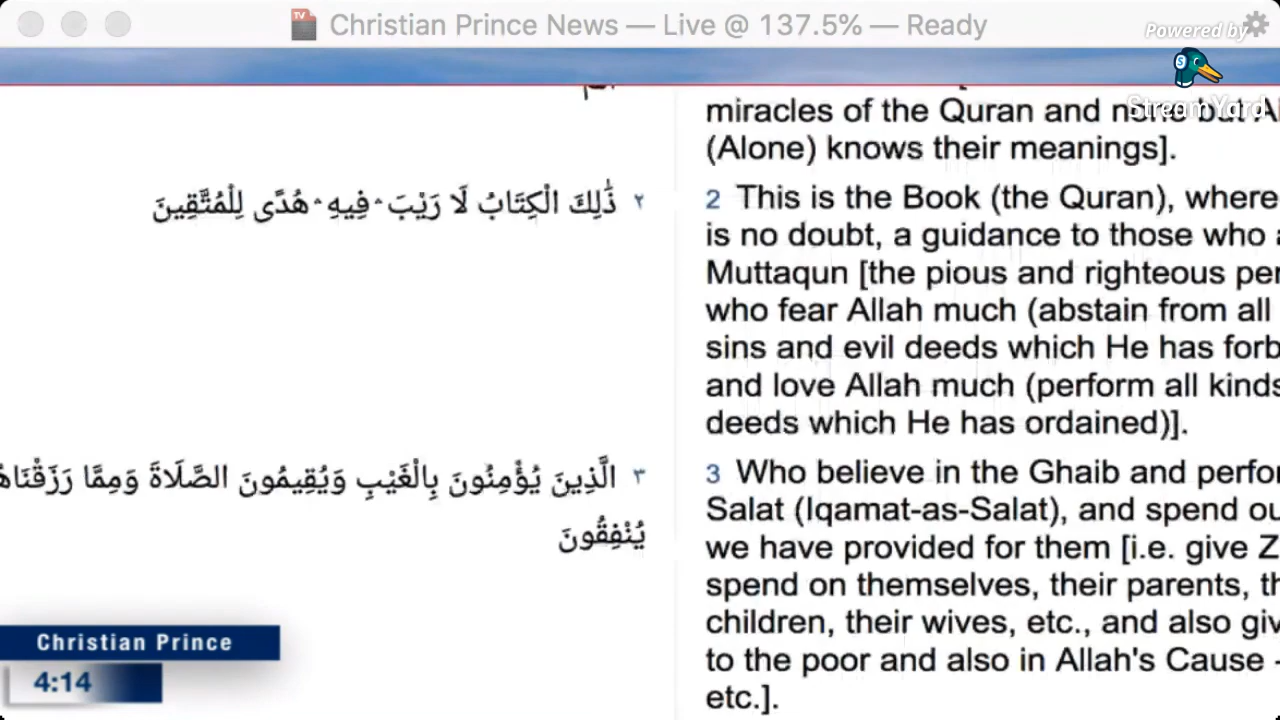 Christian Prince News — Live @ 137.5% — Ready
Powered by
StreamYard
ذَٰلِكَ الْكِتَابُ لَا رَيْبَ ۛ فِيهِ ۛ هُدًى لِلْمُتَّقِينَ ٢
الَّذِينَ يُؤْمِنُونَ بِالْغَيْبِ وَيُقِيمُونَ الصَّلَاةَ وَمِمَّا ٣
يُنْفِقُونَ
miracles of the Quran and none but
(Alone) knows their meanings].
2 This is the Book (the Quran), where
is no doubt, a guidance to those who
Muttaqun [the pious and righteous
who fear Allah much (abstain from all
sins and evil deeds which He has
and love Allah much (perform all
deeds which He has ordained)].
3 Who believe in the Ghaib and
Salat (Iqamat-as-Salat), and spend
we have provided for them [i.e. give
spend on themselves, their parents,
children, their wives, etc., and also
to the poor and also in Allah's Cause -
etc.].
Christian Prince
4:14